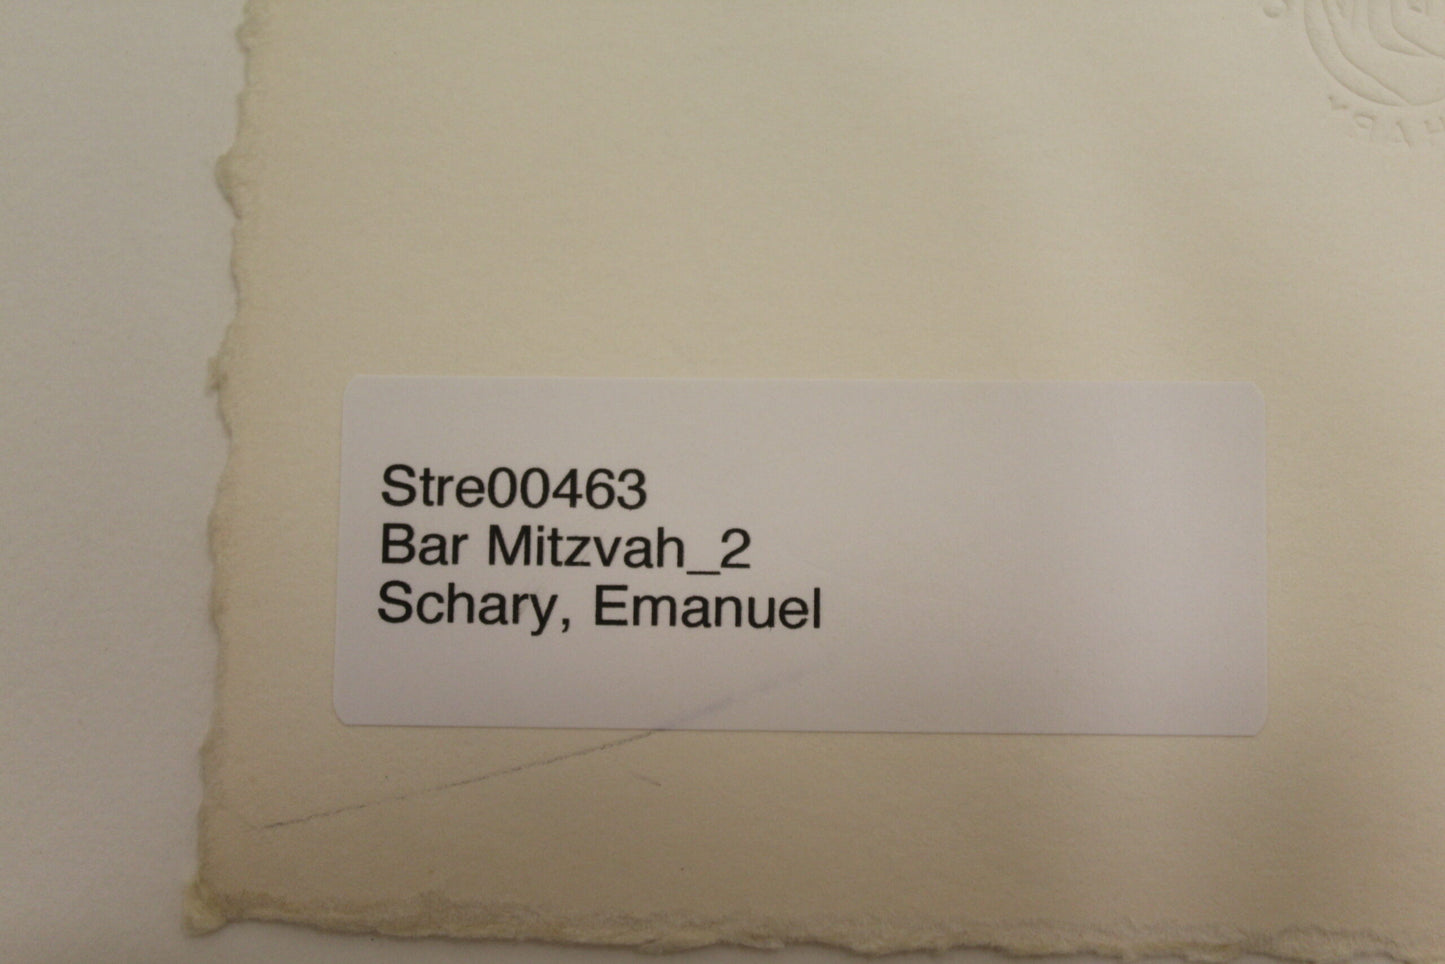 Stre00463
Bar Mitzvah_2
Schary, Emanuel